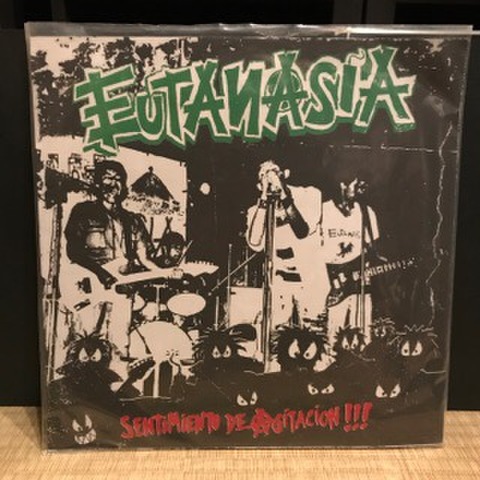 EUTANASIA
SENTIMIENTO DE AGITACION!!!